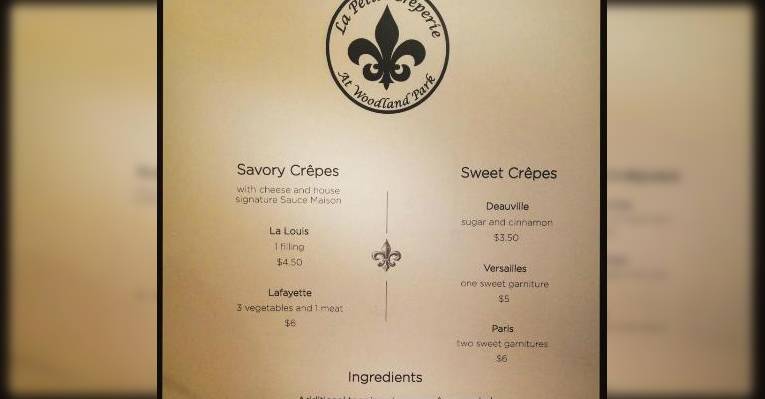 La Petite Crêperie
At Woodland Park
Savory Crêpes
with cheese and house
signature Sauce Maison
La Louis
1 filling
$4.50
Lafayette
3 vegetables and 1 meat
$6
Sweet Crêpes
Deauville
sugar and cinnamon
$3.50
Versailles
one sweet garniture
$5
Paris
two sweet garnitures
$6
Ingredients